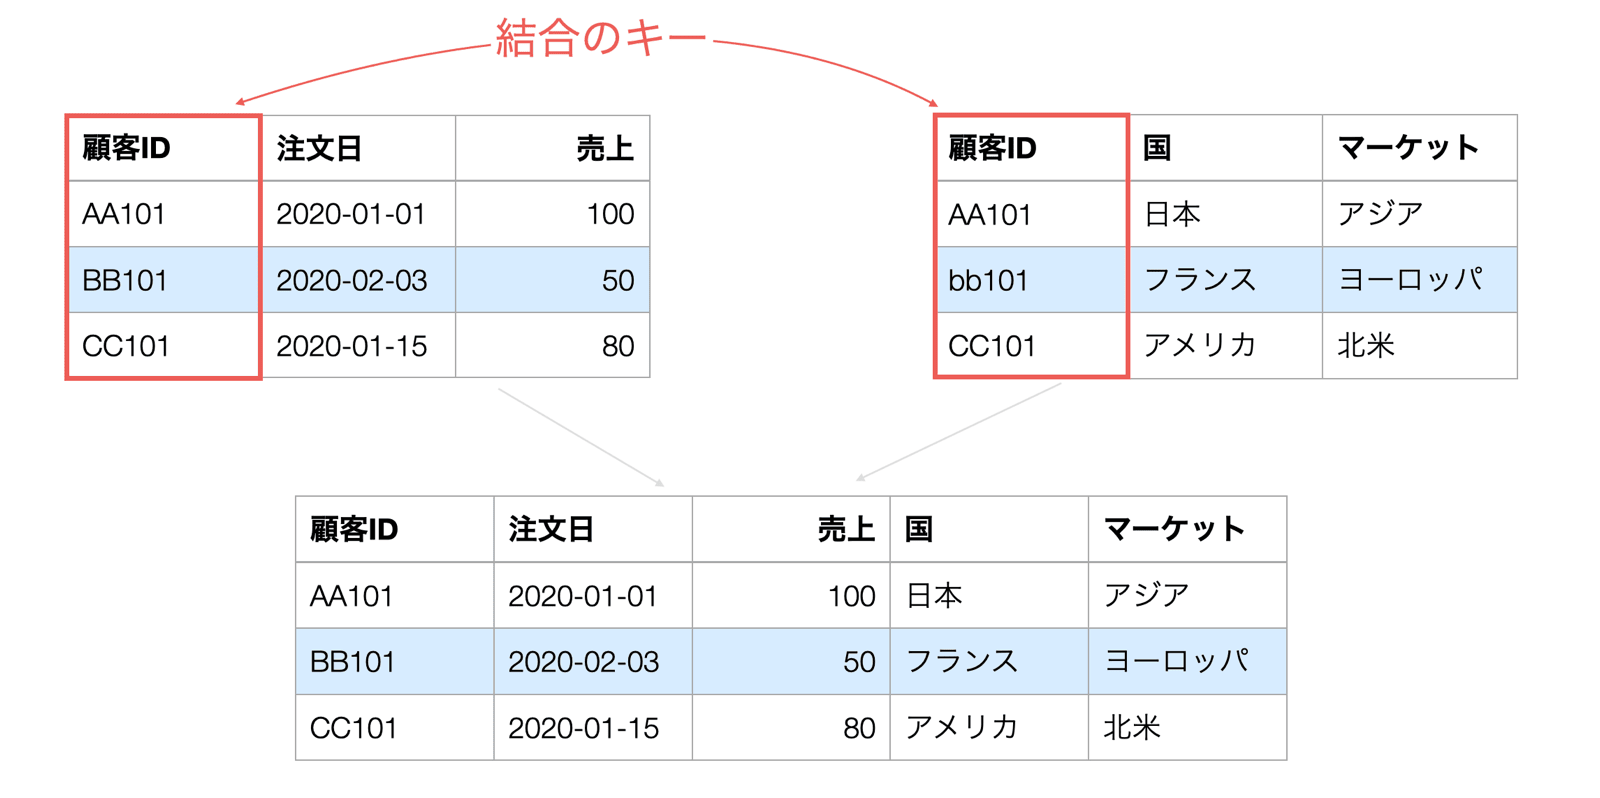 結合のキー
顧客ID 注文日 売上
AA101 2020-01-01 100
BB101 2020-02-03 50
CC101 2020-01-15 80
顧客ID 国 マーケット
AA101 日本 アジア
bb101 フランス ヨーロッパ
CC101 アメリカ 北米
顧客ID 注文日 売上 国 マーケット
AA101 2020-01-01 100 日本 アジア
BB101 2020-02-03 50 フランス ヨーロッパ
CC101 2020-01-15 80 アメリカ 北米